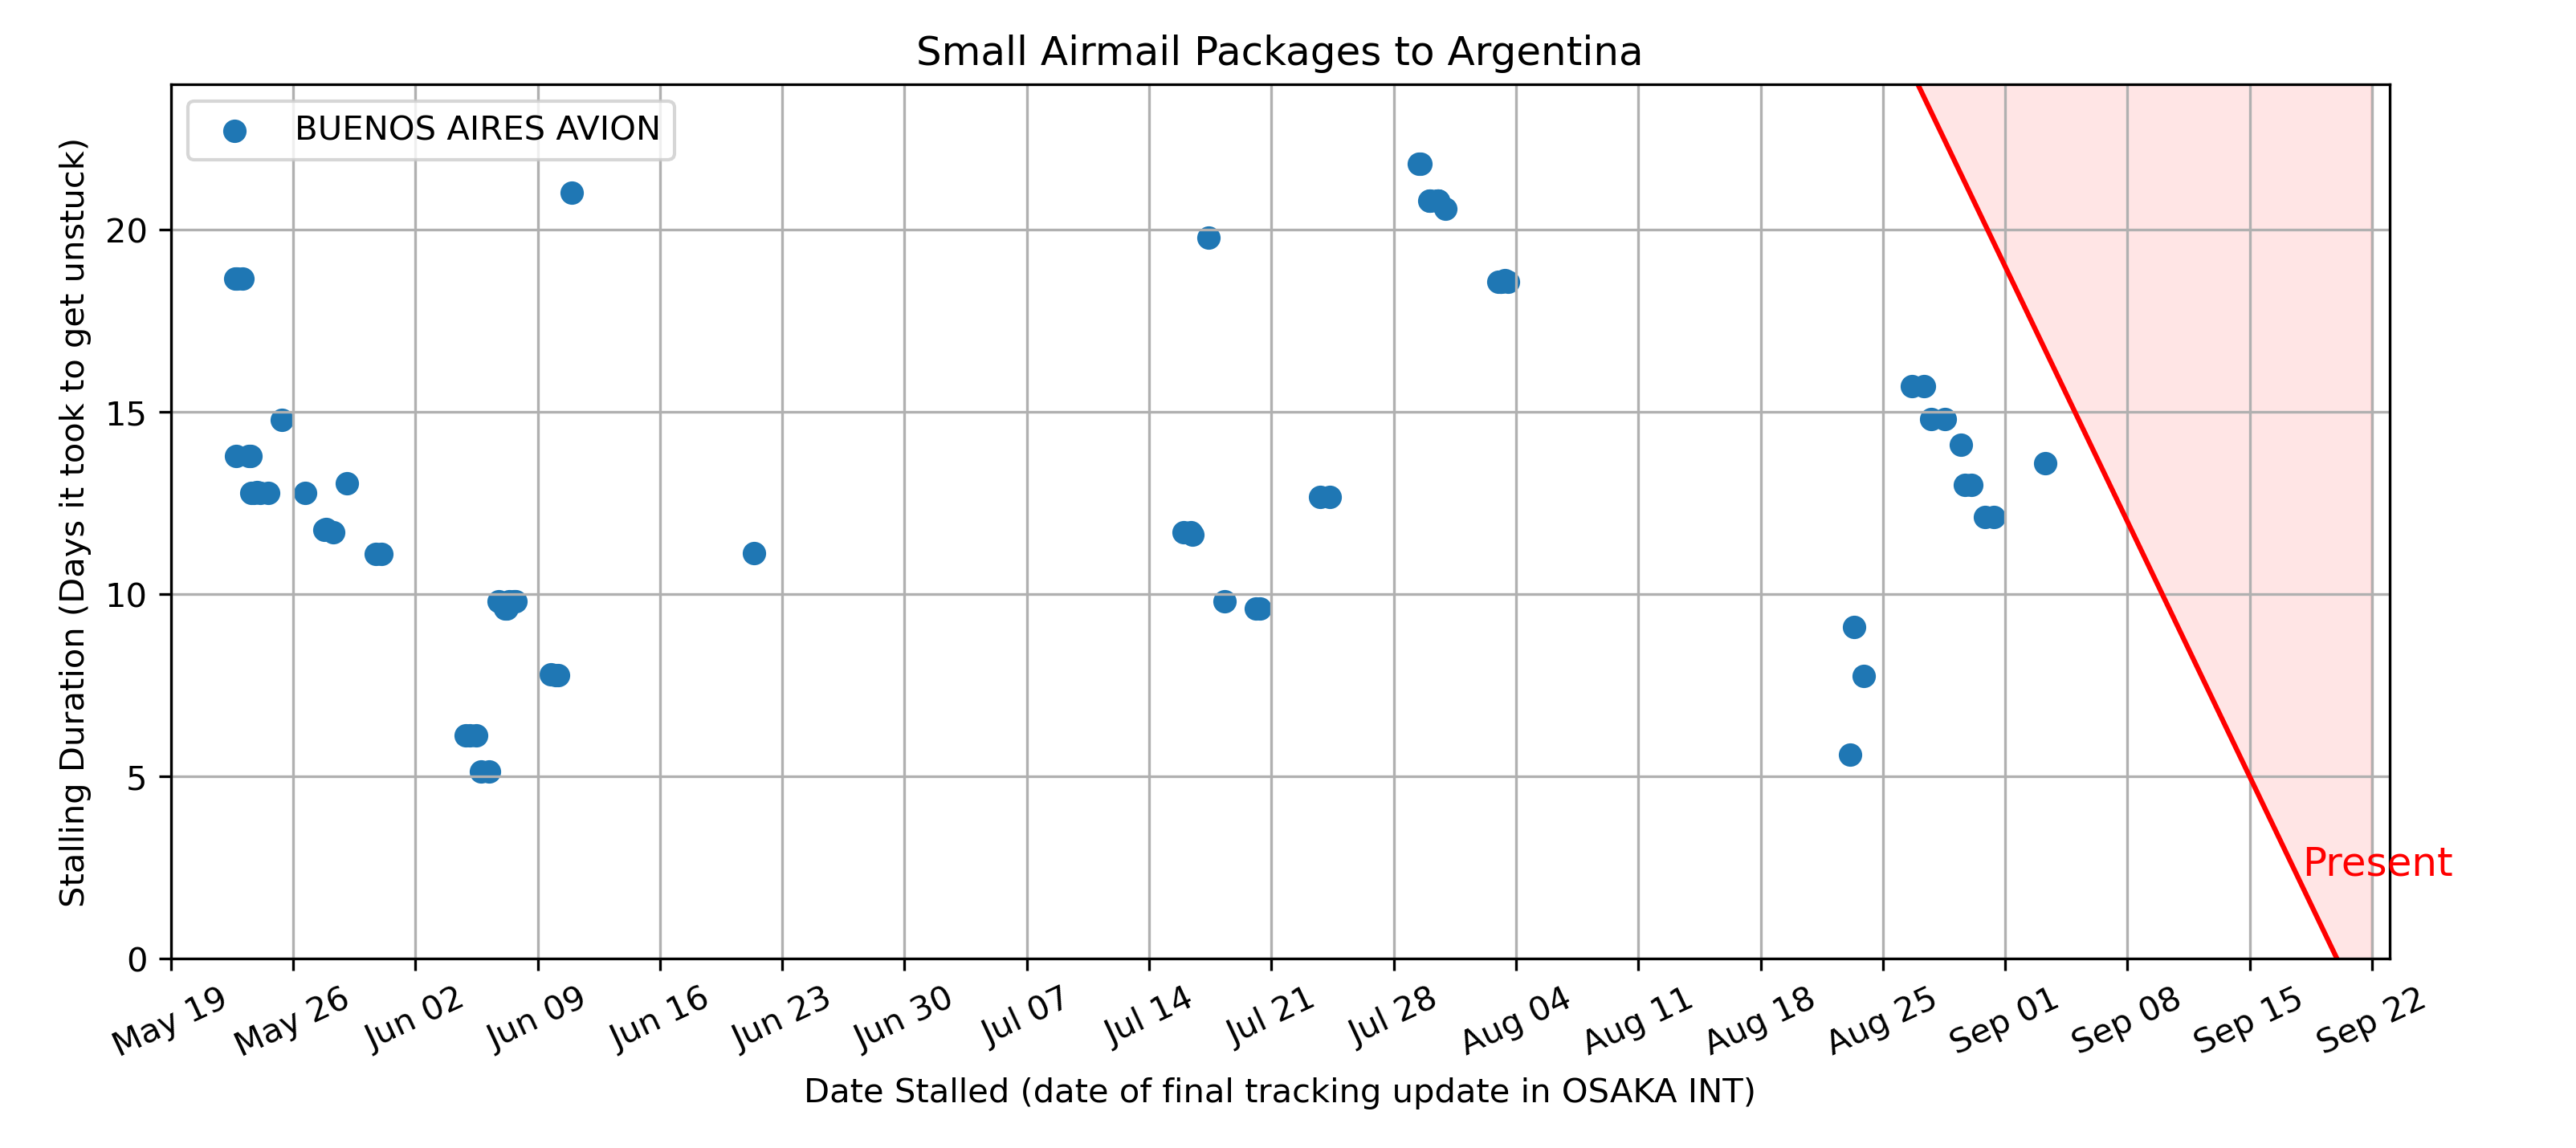 Small Airmail Packages to Argentina
BUENOS AIRES AVION
Stalling Duration (Days it took to get unstuck)
20
15
10
5
0
Present
May 19
May 26
Jun 02
Jun 09
Jun 16
Jun 23
Jun 30
Jul 07
Jul 14
Jul 21
Jul 28
Aug 04
Aug 11
Aug 18
Aug 25
Sep 01
Sep 08
Sep 15
Sep 22
Date Stalled (date of final tracking update in OSAKA INT)